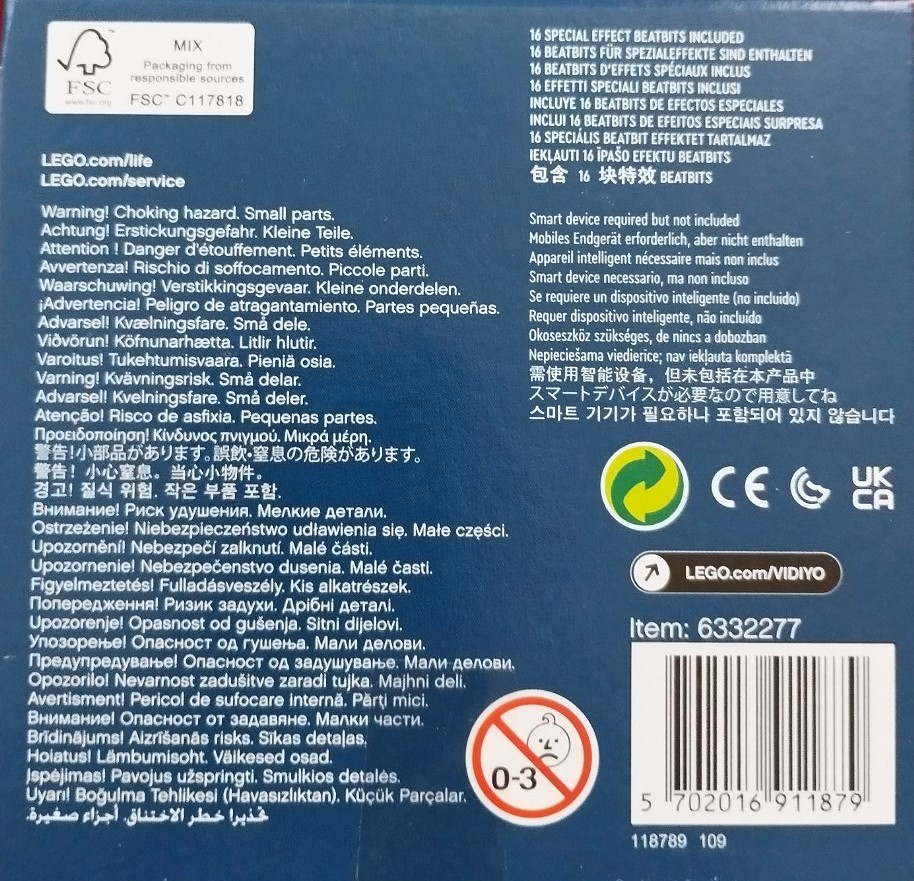 FSC
www.fsc.org
MIX
Packaging from
responsible sources
FSC™ C117818
LEGO.com/life
LEGO.com/service
Warning! Choking hazard. Small parts.
Achtung! Erstickungsgefahr. Kleine Teile.
Attention ! Danger d'étouffement. Petits éléments.
Avvertenza! Rischio di soffocamento. Piccole parti.
Waarschuwing! Verstikkingsgevaar. Kleine onderdelen.
¡Advertencia! Peligro de atragantamiento. Partes pequeñas.
Advarsel! Kvælningsfare. Små dele.
Viðvörun! Köfnunarhætta. Litlir hlutir.
Varoitus! Tukehtumisvaara. Pieniä osia.
Varning! Kvävningsrisk. Små delar.
Advarsel! Kvelningsfare. Små deler.
Atenção! Risco de asfixia. Pequenas partes.
Προειδοποίηση! Κίνδυνος πνιγμού. Μικρά μέρη.
警告!小部品があります。誤飲・窒息の危険があります。
警告！小心窒息。当心小物件。
경고! 질식 위험. 작은 부품 포함.
Внимание! Риск удушения. Мелкие детали.
Ostrzeżenie! Niebezpieczeństwo udławienia się. Małe części.
Upozornění! Nebezpečí zalknutí. Malé části.
Upozornenie! Nebezpečenstvo dusenia. Malé časti.
Figyelmeztetés! Fulladásveszély. Kis alkatrészek.
Попередження! Ризик задухи. Дрібні деталі.
Upozorenje! Opasnost od gušenja. Sitni dijelovi.
Упозорење! Опасност од гушења. Мали делови.
Предупредување! Опасност од задушување. Мали делови.
Opozorilo! Nevarnost zadušitve zaradi tujka. Majhni deli.
Avertisment! Pericol de sufocare internă. Părți mici.
Внимание! Опасност от задавяне. Малки части.
Brīdinājums! Aizrīšanās risks. Sīkas detaļas.
Hoiatus! Lämbumisoht. Väikesed osad.
Įspėjimas! Pavojus užspringti. Smulkios detalės.
Uyarı! Boğulma Tehlikesi (Havasızlıktan). Küçük Parçalar.
تحذير! خطر الاختناق. أجزاء صغيرة.
0-3
16 SPECIAL EFFECT BEATBITS INCLUDED
16 BEATBITS FÜR SPEZIALEFFEKTE SIND ENTHALTEN
16 BEATBITS D'EFFETS SPÉCIAUX INCLUS
16 EFFETTI SPECIALI BEATBITS INCLUSI
INCLUYE 16 BEATBITS DE EFECTOS ESPECIALES
INCLUI 16 BEATBITS DE EFEITOS ESPECIAIS SURPRESA
16 SPECIÁLIS BEATBIT EFFEKTET TARTALMAZ
IEKĻAUTI 16 ĪPAŠO EFEKTU BEATBITS
包含 16 块特效 BEATBITS
Smart device required but not included
Mobiles Endgerät erforderlich, aber nicht enthalten
Appareil intelligent nécessaire mais non inclus
Smart device necessario, ma non incluso
Se requiere un dispositivo inteligente (no incluido)
Requer dispositivo inteligente, não incluído
Okoseszköz szükséges, de nincs a dobozban
Nepieciešama viedierīce; nav iekļauta komplektā
需使用智能设备，但未包括在本产品中
スマートデバイスが必要なので用意してね
스마트 기기가 필요하나 포함되어 있지 않습니다
CE
UK
CA
LEGO.com/VIDIYO
Item: 6332277
5 702016 911879
118789 109